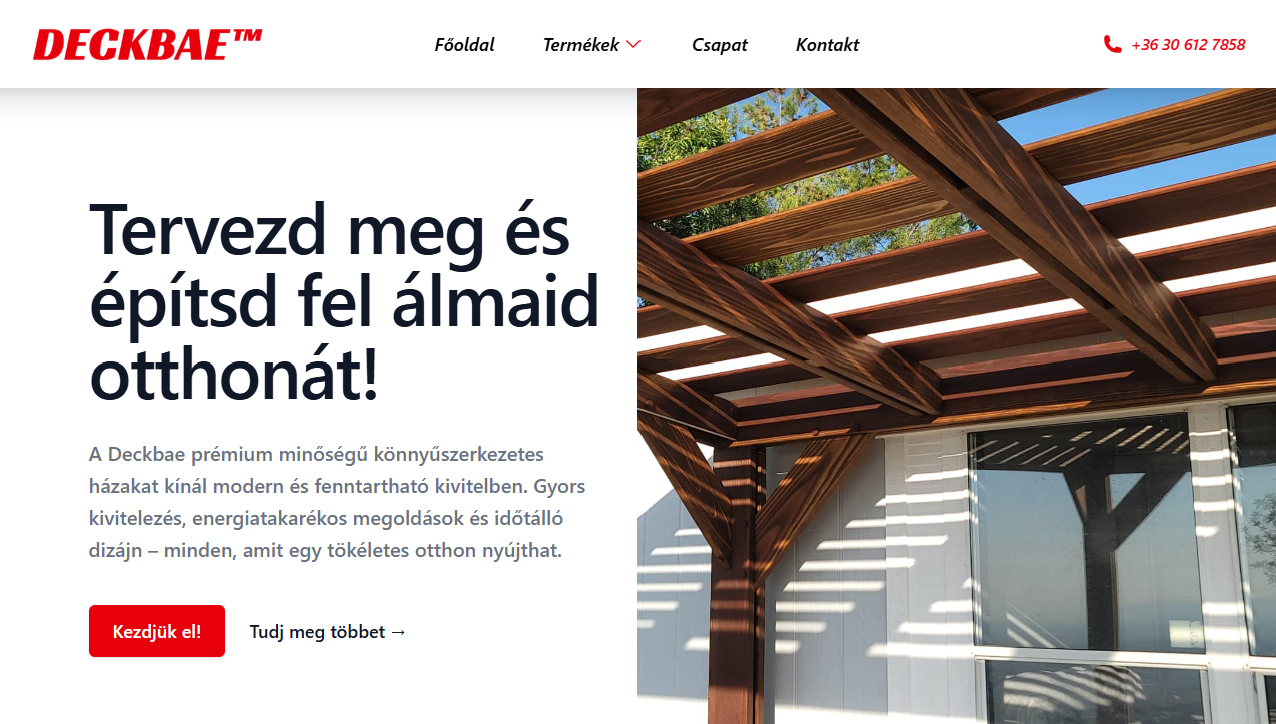 DECKBAE™
Főoldal
Termékek
Csapat
Kontakt
+36 30 612 7858
Tervezd meg és
építsd fel álmaid
otthonát!
A Deckbae prémium minőségű könnyűszerkezetes
házakat kínál modern és fenntartható kivitelben. Gyors
kivitelezés, energiatakarékos megoldások és időtálló
dizájn – minden, amit egy tökéletes otthon nyújthat.
Kezdjük el!
Tudj meg többet →